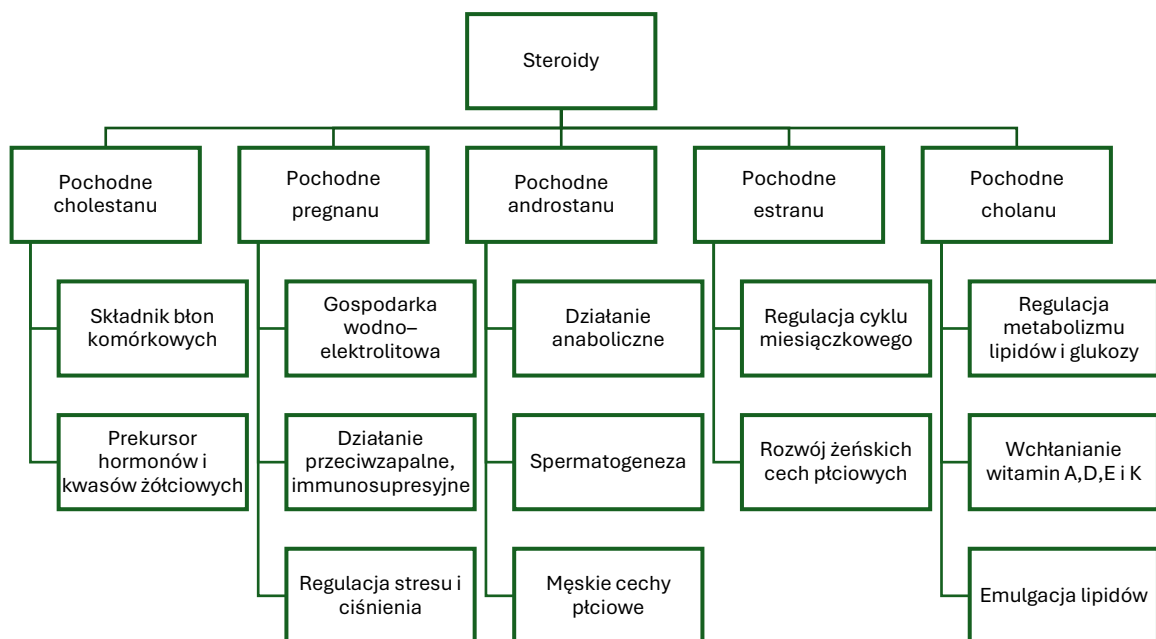 Steroidy
Pochodne
cholestanu
Pochodne
pregnanu
Pochodne
androstanu
Pochodne
estranu
Pochodne
cholanu
Składnik błon
komórkowych
Gospodarka
wodno–
elektrolitowa
Działanie
anaboliczne
Regulacja cyklu
miesiączkowego
Regulacja
metabolizmu
lipidów i glukozy
Prekursor
hormonów i
kwasów żółciowych
Działanie
przeciwzapalne,
immunosupresyjne
Spermatogeneza
Rozwój żeńskich
cech płciowych
Wchłanianie
witamin A,D,E i K
Regulacja stresu i
ciśnienia
Męskie cechy
płciowe
Emulgacja lipidów